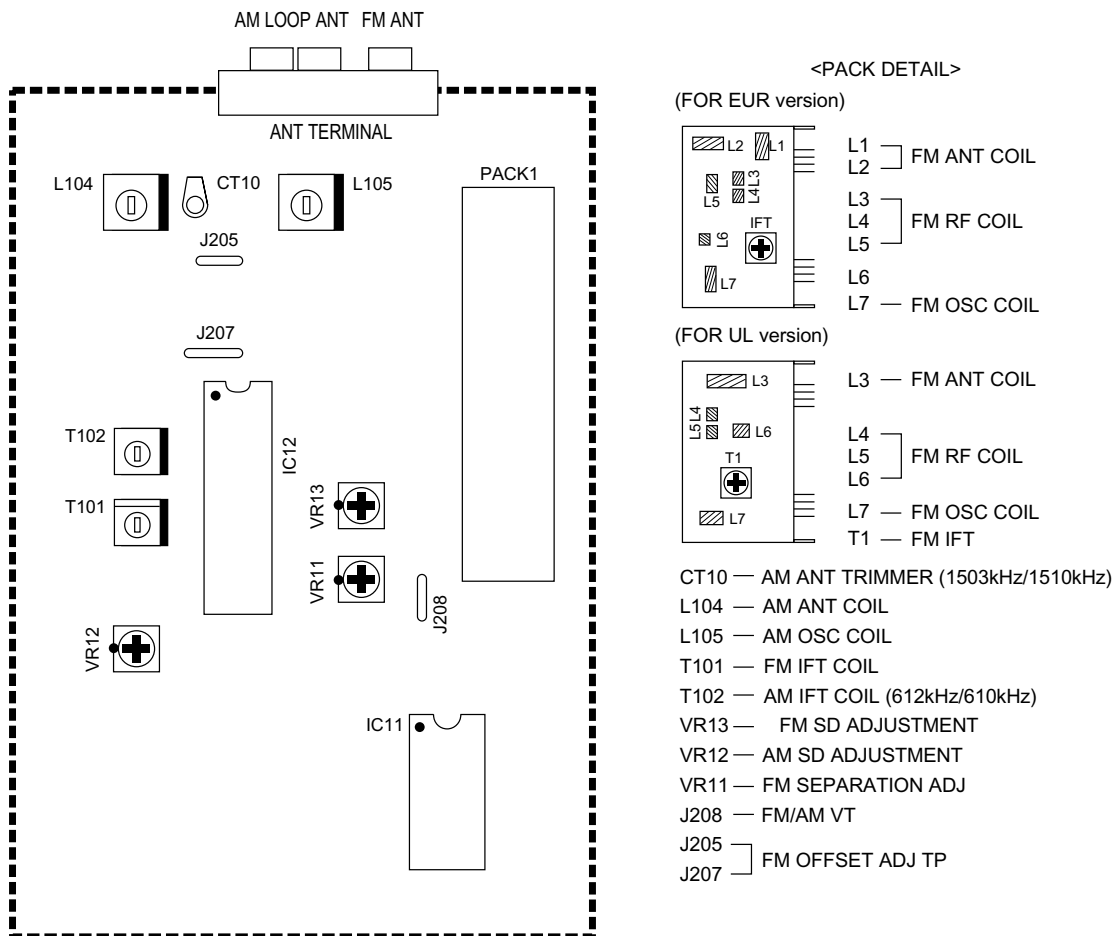 AM LOOP ANT FM ANT
ANT TERMINAL
L104
CT10
L105
PACK1
J205
J207
T102
T101
IC12
VR13
VR11
J208
VR12
IC11
<PACK DETAIL>
(FOR EUR version)
L2
L1
L5
L4 L3
IFT
L6
L7
L1
L2
FM ANT COIL
L3
L4
L5
FM RF COIL
L6
L7 — FM OSC COIL
(FOR UL version)
L3
L5 L4
L6
T1
L7
L3 — FM ANT COIL
L4
L5
L6
FM RF COIL
L7 — FM OSC COIL
T1 — FM IFT
CT10 — AM ANT TRIMMER (1503kHz/1510kHz)
L104 — AM ANT COIL
L105 — AM OSC COIL
T101 — FM IFT COIL
T102 — AM IFT COIL (612kHz/610kHz)
VR13 — FM SD ADJUSTMENT
VR12 — AM SD ADJUSTMENT
VR11 — FM SEPARATION ADJ
J208 — FM/AM VT
J205
J207
FM OFFSET ADJ TP